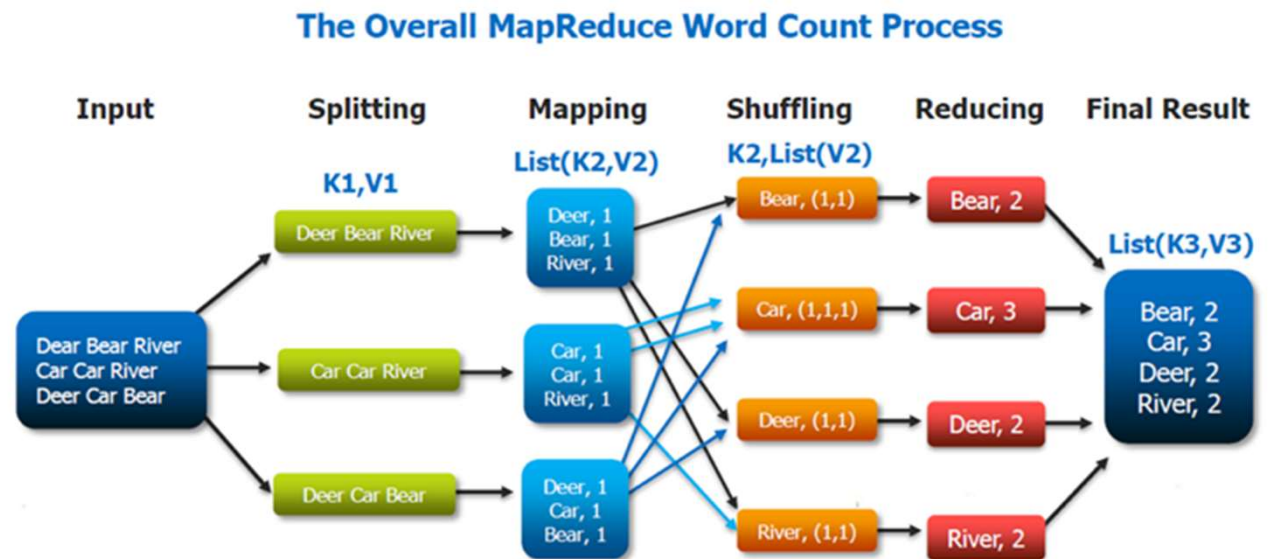 The Overall MapReduce Word Count Process
Input
Splitting
Mapping
Shuffling
Reducing
Final Result
K1,V1
List(K2,V2)
K2,List(V2)
List(K3,V3)
Dear Bear River
Car Car River
Deer Car Bear
Deer Bear River
Car Car River
Deer Car Bear
Deer, 1
Bear, 1
River, 1
Car, 1
Car, 1
River, 1
Deer, 1
Car, 1
Bear, 1
Bear, (1,1)
Car, (1,1,1)
Deer, (1,1)
River, (1,1)
Bear, 2
Car, 3
Deer, 2
River, 2
Bear, 2
Car, 3
Deer, 2
River, 2